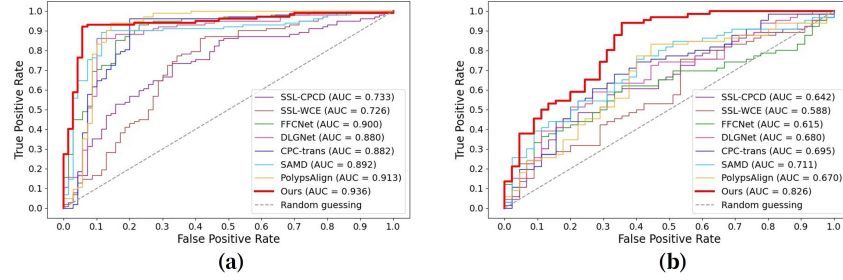 True Positive Rate
1.0
0.9
0.8
0.7
0.6
0.5
0.4
0.3
0.2
0.1
0.0
SSL-CPCD (AUC = 0.733)
SSL-WCE (AUC = 0.726)
FFCNet (AUC = 0.900)
DLGNet (AUC = 0.880)
CPC-trans (AUC = 0.882)
SAMD (AUC = 0.892)
PolypsAlign (AUC = 0.913)
Ours (AUC = 0.936)
Random guessing
0.0 0.1 0.2 0.3 0.4 0.5 0.6 0.7 0.8 0.9 1.0
False Positive Rate
(a)
True Positive Rate
1.0
0.9
0.8
0.7
0.6
0.5
0.4
0.3
0.2
0.1
0.0
SSL-CPCD (AUC = 0.642)
SSL-WCE (AUC = 0.588)
FFCNet (AUC = 0.615)
DLGNet (AUC = 0.680)
CPC-trans (AUC = 0.695)
SAMD (AUC = 0.711)
PolypsAlign (AUC = 0.670)
Ours (AUC = 0.826)
Random guessing
0.0 0.1 0.2 0.3 0.4 0.5 0.6 0.7 0.8 0.9 1.0
False Positive Rate
(b)